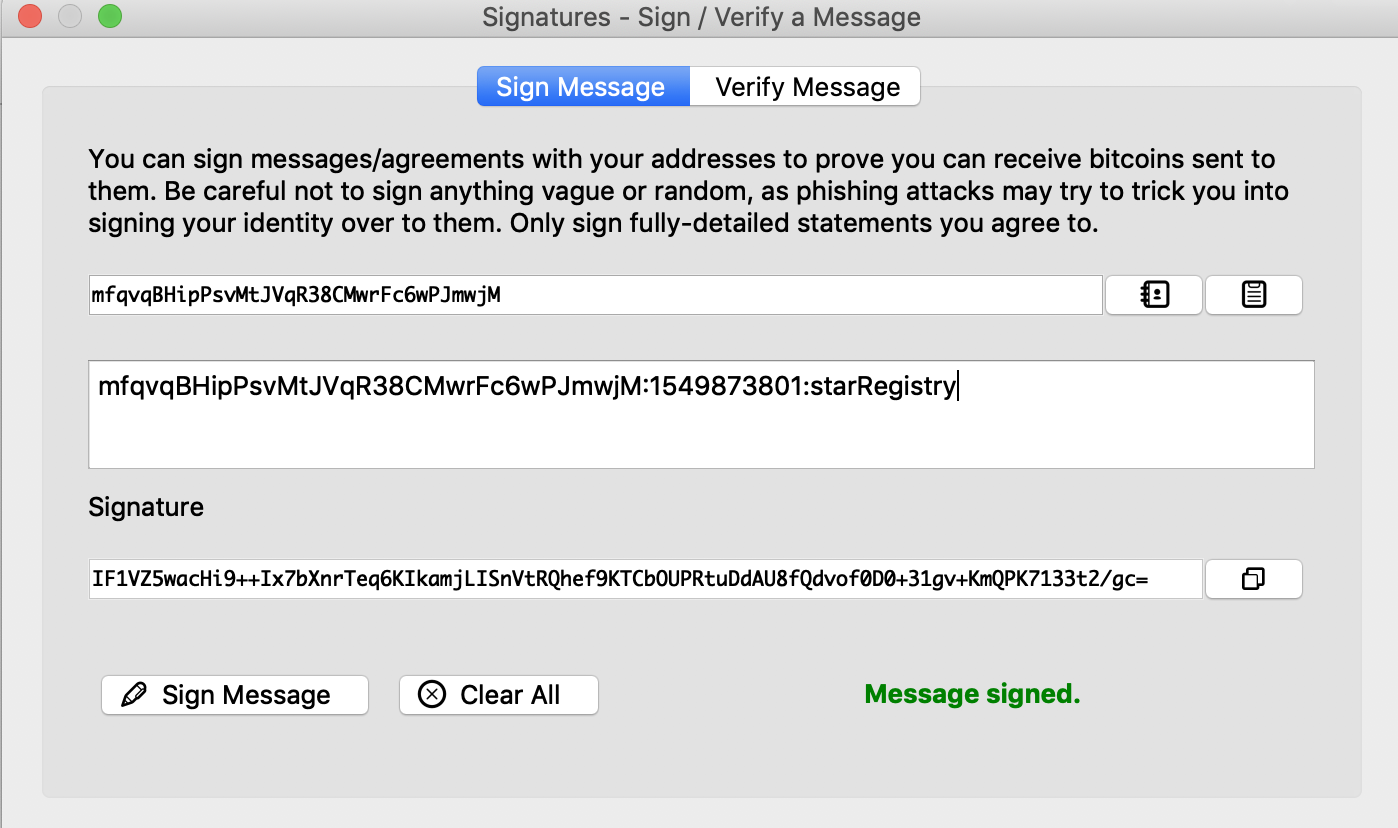 Signatures - Sign / Verify a Message
Sign Message
Verify Message
You can sign messages/agreements with your addresses to prove you can receive bitcoins sent to
them. Be careful not to sign anything vague or random, as phishing attacks may try to trick you into
signing your identity over to them. Only sign fully-detailed statements you agree to.
mfqvqBHipPsvMtJVqR38CMwrFc6wPJmwjM
mfqvqBHipPsvMtJVqR38CMwrFc6wPJmwjM:1549873801:starRegistry
Signature
IF1VZ5wacHi9++Ix7bXnrTeq6KIkamjLISnVtRQhef9KTCbOUPRtuDdAU8fQdvof0D0+31gv+KmQPK7133t2/gc=
Sign Message
Clear All
Message signed.